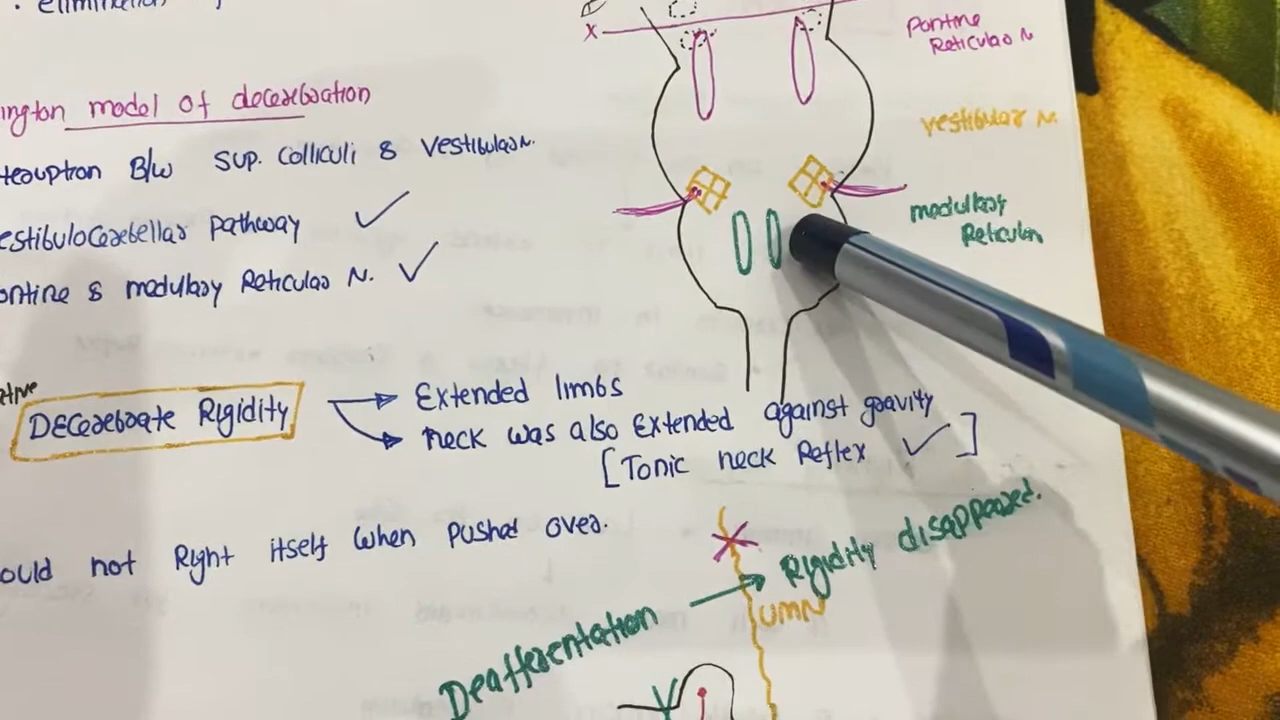 ington model of decerebration
B/w Sup. Colliculi & Vestibular N.
estibulocerebellar pathway ✓
ontine & medullary Reticular N. ✓
Decerebrate Rigidity
Extended limbs
neck was also Extended against gravity
[Tonic neck Reflex ✓]
ould not Right itself when pushed over.
Deafferentation → Rigidity disappeared.
UMN
X
Pontine
Reticular N
Vestibular N.
medullary
Reticular